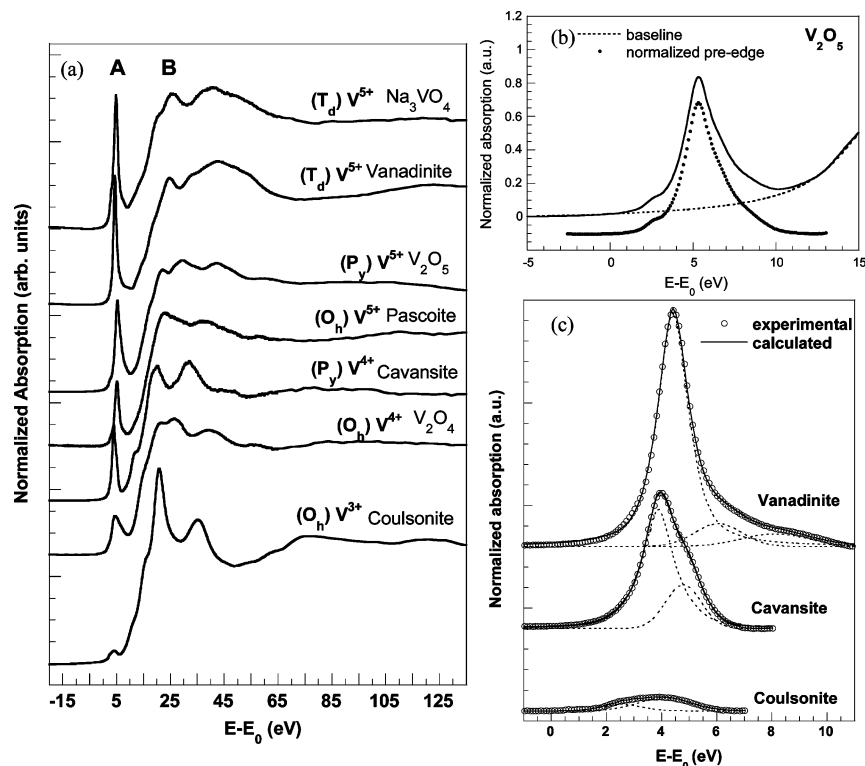 (a) A B
(T_d) V^5+ Na_3VO_4
(T_d) V^5+ Vanadinite
(P_y) V^5+ V_2O_5
(O_h) V^5+ Pascoite
(P_y) V^4+ Cavansite
(O_h) V^4+ V_2O_4
(O_h) V^3+ Coulsonite
Normalized Absorption (arb. units)
-15 5 25 45 65 85 105 125
E-E_0 (eV)
(b) V_2O_5
baseline
normalized pre-edge
Normalized absorption (a.u.)
1.2
1
0.8
0.6
0.4
0.2
0
-5 0 5 10 15
E-E_0 (eV)
(c)
experimental
calculated
Vanadinite
Cavansite
Coulsonite
Normalized absorption (a.u.)
0 2 4 6 8 10
E-E_0 (eV)